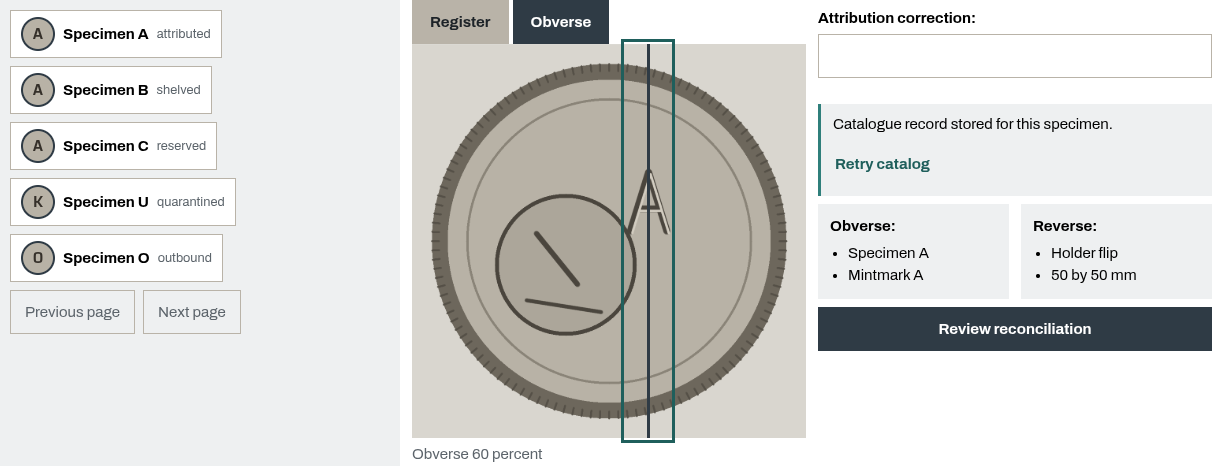 A Specimen A attributed
A Specimen B shelved
A Specimen C reserved
K Specimen U quarantined
O Specimen O outbound
Previous page Next page
Register Obverse
A
Obverse 60 percent
Attribution correction:
Catalogue record stored for this specimen.
Retry catalog
Obverse:
Specimen A
Mintmark A
Reverse:
Holder flip
50 by 50 mm
Review reconciliation